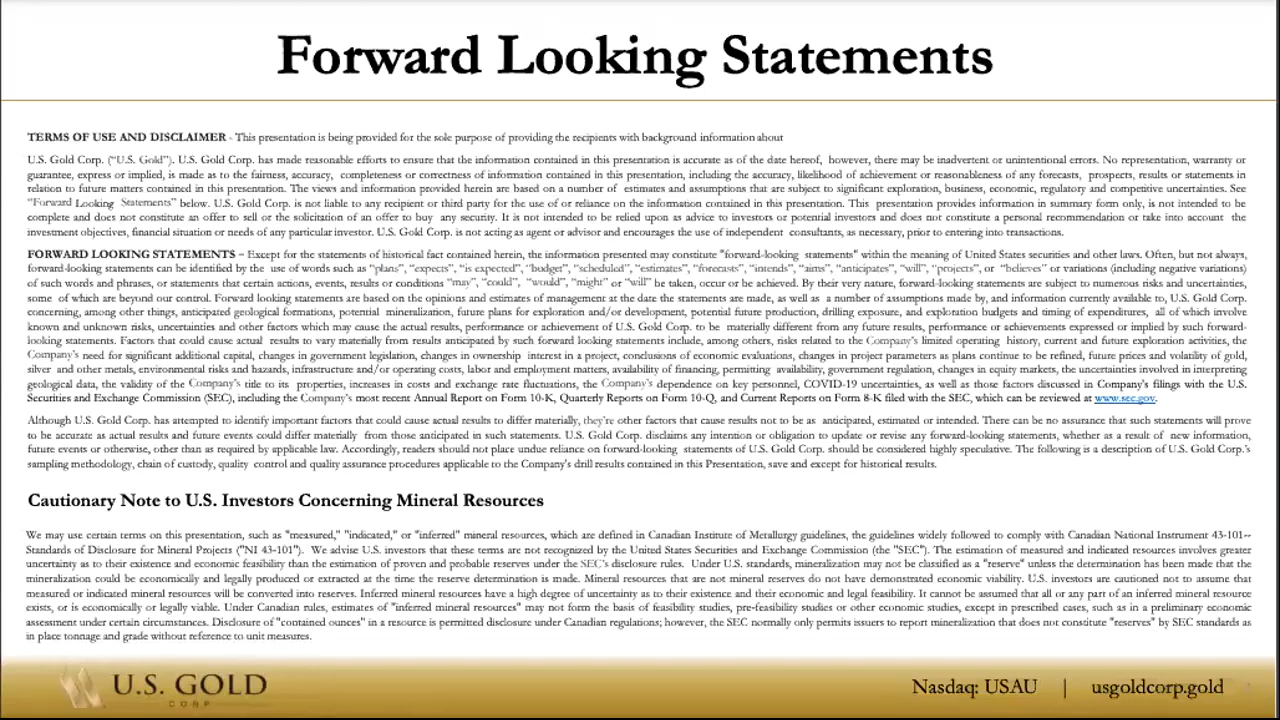 Forward Looking Statements
TERMS OF USE AND DISCLAIMER - This presentation is being provided for the sole purpose of providing the recipients with background information about
U.S. Gold Corp. (“U.S. Gold”). U.S. Gold Corp. has made reasonable efforts to ensure that the information contained in this presentation is accurate as of the date hereof, however, there may be inadvertent or unintentional errors. No representation, warranty or
guarantee, express or implied, is made as to the fairness, accuracy, completeness or correctness of information contained in this presentation, including the accuracy, likelihood of achievement or reasonableness of any forecasts, prospects, results or statements in
relation to future matters contained in this presentation. The views and information provided herein are based on a number of estimates and assumptions that are subject to significant exploration, business, economic, regulatory and competitive uncertainties. See
“Forward Looking Statements” below. U.S. Gold Corp. is not liable to any recipient or third party for the use of or reliance on the information contained in this presentation. This presentation provides information in summary form only, is not intended to be
complete and does not constitute an offer to sell or the solicitation of an offer to buy any security. It is not intended to be relied upon as advice to investors or potential investors and does not constitute a personal recommendation or take into account the
investment objectives, financial situation or needs of any particular investor. U.S. Gold Corp. is not acting as agent or advisor and encourages the use of independent consultants, as necessary, prior to entering into transactions.
FORWARD LOOKING STATEMENTS – Except for the statements of historical fact contained herein, the information presented may constitute "forward-looking statements" within the meaning of United States securities and other laws. Often, but not always,
forward-looking statements can be identified by the use of words such as “plans”, “expects”, “is expected”, “budget”, “scheduled”, “estimates”, “forecasts”, “intends”, “aims”, “anticipates”, “will”, “projects”, or “believes” or variations (including negative variations)
of such words and phrases, or statements that certain actions, events, results or conditions “may”, “could”, “would”, “might” or “will” be taken, occur or be achieved. By their very nature, forward-looking statements are subject to numerous risks and uncertainties,
some of which are beyond our control. Forward looking statements are based on the opinions and estimates of management at the date the statements are made, as well as a number of assumptions made by, and information currently available to, U.S. Gold Corp.
concerning, among other things, anticipated geological formations, potential mineralization, future plans for exploration and/or development, potential future production, drilling exposure, and exploration budgets and timing of expenditures, all of which involve
known and unknown risks, uncertainties and other factors which may cause the actual results, performance or achievement of U.S. Gold Corp. to be materially different from any future results, performance or achievements expressed or implied by such forward-
looking statements. Factors that could cause actual results to vary materially from results anticipated by such forward looking statements include, among others, risks related to the Company’s limited operating history, current and future exploration activities, the
Company’s need for significant additional capital, changes in government legislation, changes in ownership interest in a project, conclusions of economic evaluations, changes in project parameters as plans continue to be refined, future prices and volatility of gold,
silver and other metals, environmental risks and hazards, infrastructure and/or operating costs, labor and employment matters, availability of financing, permitting availability, government regulation, changes in equity markets, the uncertainties involved in interpreting
geological data, the validity of the Company’s title to its properties, increases in costs and exchange rate fluctuations, the Company’s dependence on key personnel, COVID-19 uncertainties, as well as those factors discussed in Company's filings with the U.S.
Securities and Exchange Commission (SEC), including the Company’s most recent Annual Report on Form 10-K, Quarterly Reports on Form 10-Q, and Current Reports on Form 8-K filed with the SEC, which can be reviewed at www.sec.gov.
Although U.S. Gold Corp. has attempted to identify important factors that could cause actual results to differ materially, they’re other factors that cause results not to be as anticipated, estimated or intended. There can be no assurance that such statements will prove
to be accurate as actual results and future events could differ materially from those anticipated in such statements. U.S. Gold Corp. disclaims any intention or obligation to update or revise any forward-looking statements, whether as a result of new information,
future events or otherwise, other than as required by applicable law. Accordingly, readers should not place undue reliance on forward-looking statements of U.S. Gold Corp. should be considered highly speculative. The following is a description of U.S. Gold Corp.’s
sampling methodology, chain of custody, quality control and quality assurance procedures applicable to the Company's drill results contained in this Presentation, save and except for historical results.
Cautionary Note to U.S. Investors Concerning Mineral Resources
We may use certain terms on this presentation, such as "measured," "indicated," or "inferred" mineral resources, which are defined in Canadian Institute of Metallurgy guidelines, the guidelines widely followed to comply with Canadian National Instrument 43-101--
Standards of Disclosure for Mineral Projects ("NI 43-101"). We advise U.S. investors that these terms are not recognized by the United States Securities and Exchange Commission (the "SEC"). The estimation of measured and indicated resources involves greater
uncertainty as to their existence and economic feasibility than the estimation of proven and probable reserves under the SEC’s disclosure rules. Under U.S. standards, mineralization may not be classified as a "reserve" unless the determination has been made that the
mineralization could be economically and legally produced or extracted at the time the reserve determination is made. Mineral resources that are not mineral reserves do not have demonstrated economic viability. U.S. investors are cautioned not to assume that
measured or indicated mineral resources will be converted into reserves. Inferred mineral resources have a high degree of uncertainty as to their existence and their economic and legal feasibility. It cannot be assumed that all or any part of an inferred mineral resource
exists, or is economically or legally viable. Under Canadian rules, estimates of "inferred mineral resources" may not form the basis of feasibility studies, pre-feasibility studies or other economic studies, except in prescribed cases, such as in a preliminary economic
assessment under certain circumstances. Disclosure of "contained ounces" in a resource is permitted disclosure under Canadian regulations; however, the SEC normally only permits issuers to report mineralization that does not constitute "reserves" by SEC standards as
in place tonnage and grade without reference to unit measures.
U.S. GOLD
CORP
Nasdaq: USAU | usgoldcorp.gold